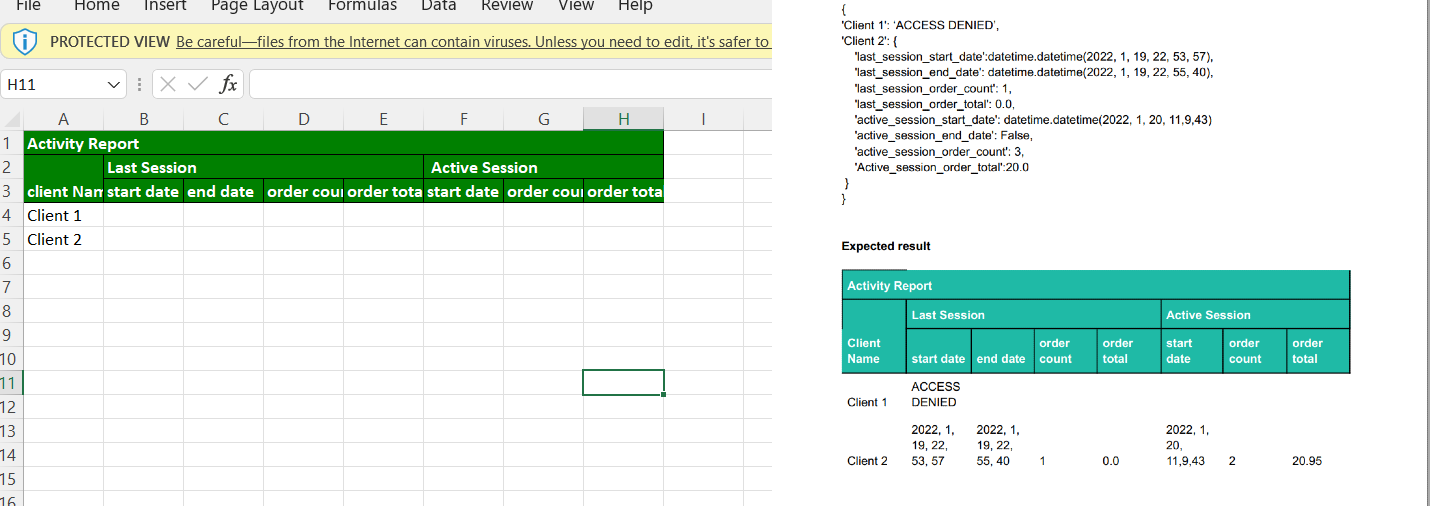 File Home Insert Page Layout Formulas Data Review View Help
PROTECTED VIEW Be careful—files from the Internet can contain viruses. Unless you need to edit, it's safer to
H11 fx
A B C D E F G H I
1 Activity Report
2 Last Session Active Session
3 client Nan start date end date order cou order tota start date order cou order tota
4 Client 1
5 Client 2
6
7
8
9
10
11
12
13
14
15
16
{
'Client 1': 'ACCESS DENIED',
'Client 2': {
'last_session_start_date':datetime.datetime(2022, 1, 19, 22, 53, 57),
'last_session_end_date': datetime.datetime(2022, 1, 19, 22, 55, 40),
'last_session_order_count': 1,
'last_session_order_total': 0.0,
'active_session_start_date': datetime.datetime(2022, 1, 20, 11,9,43)
'active_session_end_date': False,
'active_session_order_count': 3,
'Active_session_order_total':20.0
}
}
Expected result
Activity Report
Last Session Active Session
Client order order start order order
Name start date end date count total date count total
ACCESS
Client 1 DENIED
2022, 1, 2022, 1, 2022, 1,
19, 22, 19, 22, 20,
Client 2 53, 57 55, 40 1 0.0 11,9,43 2 20.95